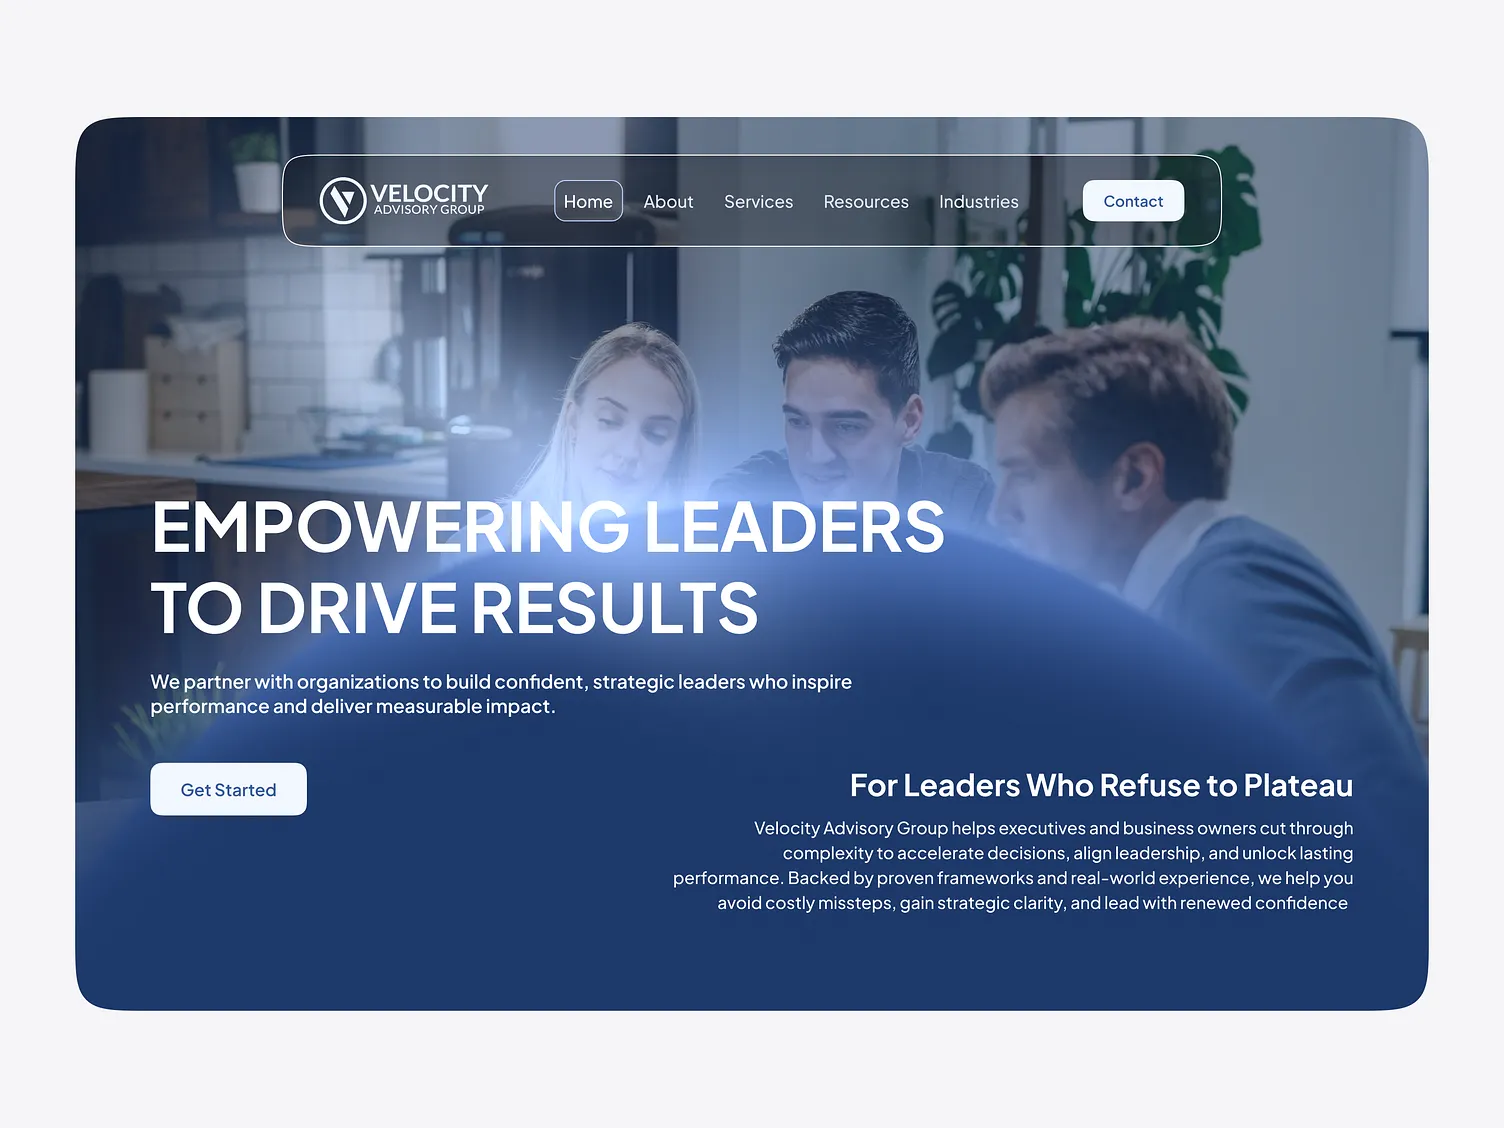 VELOCITY
ADVISORY GROUP
Home
About
Services
Resources
Industries
Contact
EMPOWERING LEADERS
TO DRIVE RESULTS
We partner with organizations to build confident, strategic leaders who inspire
performance and deliver measurable impact.
Get Started
For Leaders Who Refuse to Plateau
Velocity Advisory Group helps executives and business owners cut through
complexity to accelerate decisions, align leadership, and unlock lasting
performance. Backed by proven frameworks and real-world experience, we help you
avoid costly missteps, gain strategic clarity, and lead with renewed confidence